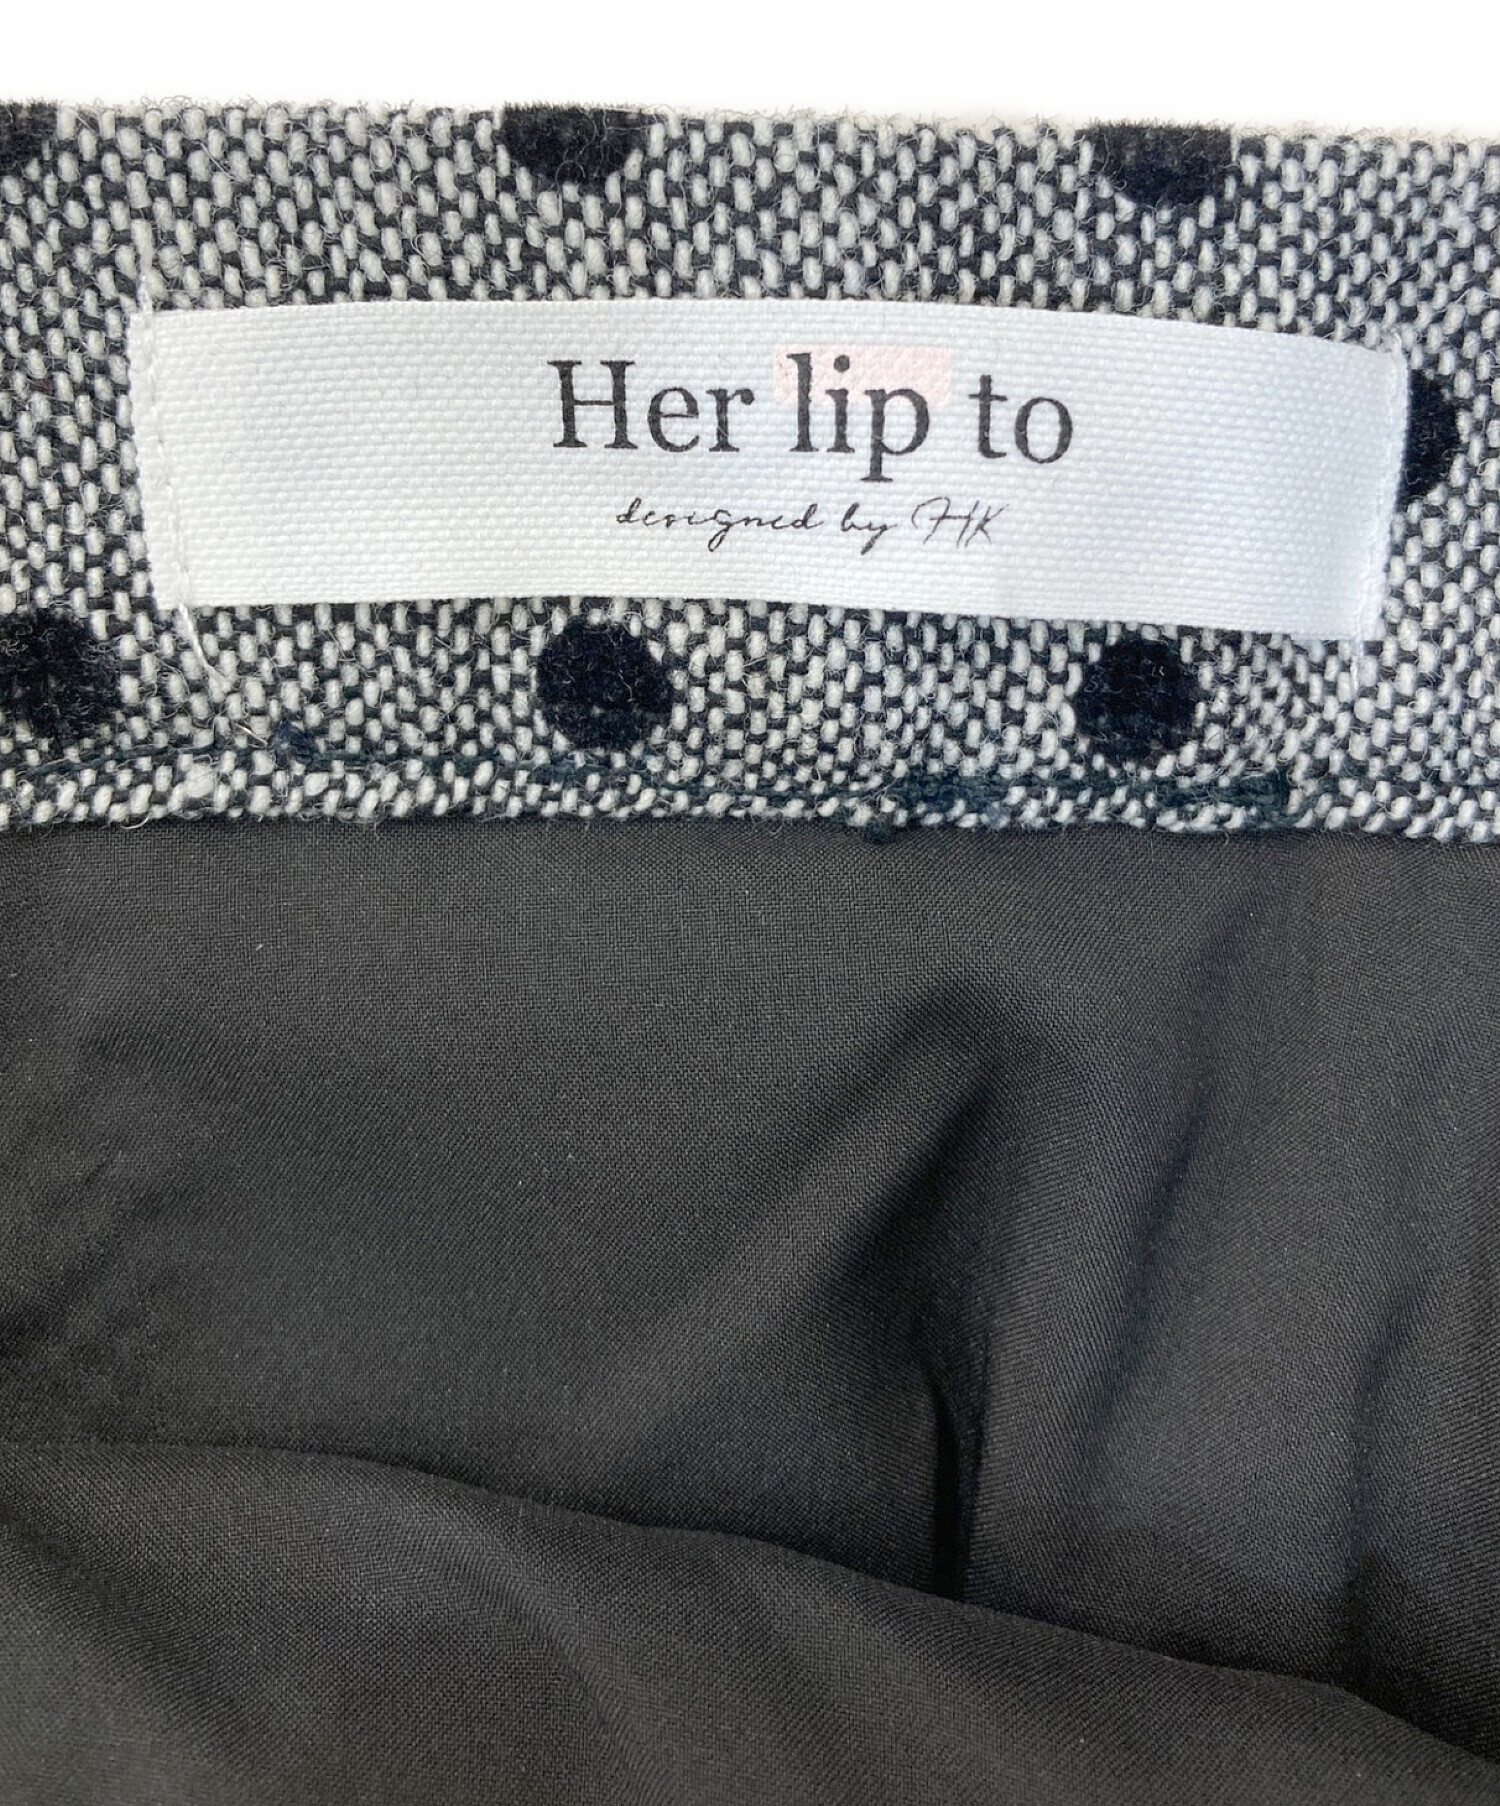 Her lip to
designed by HK